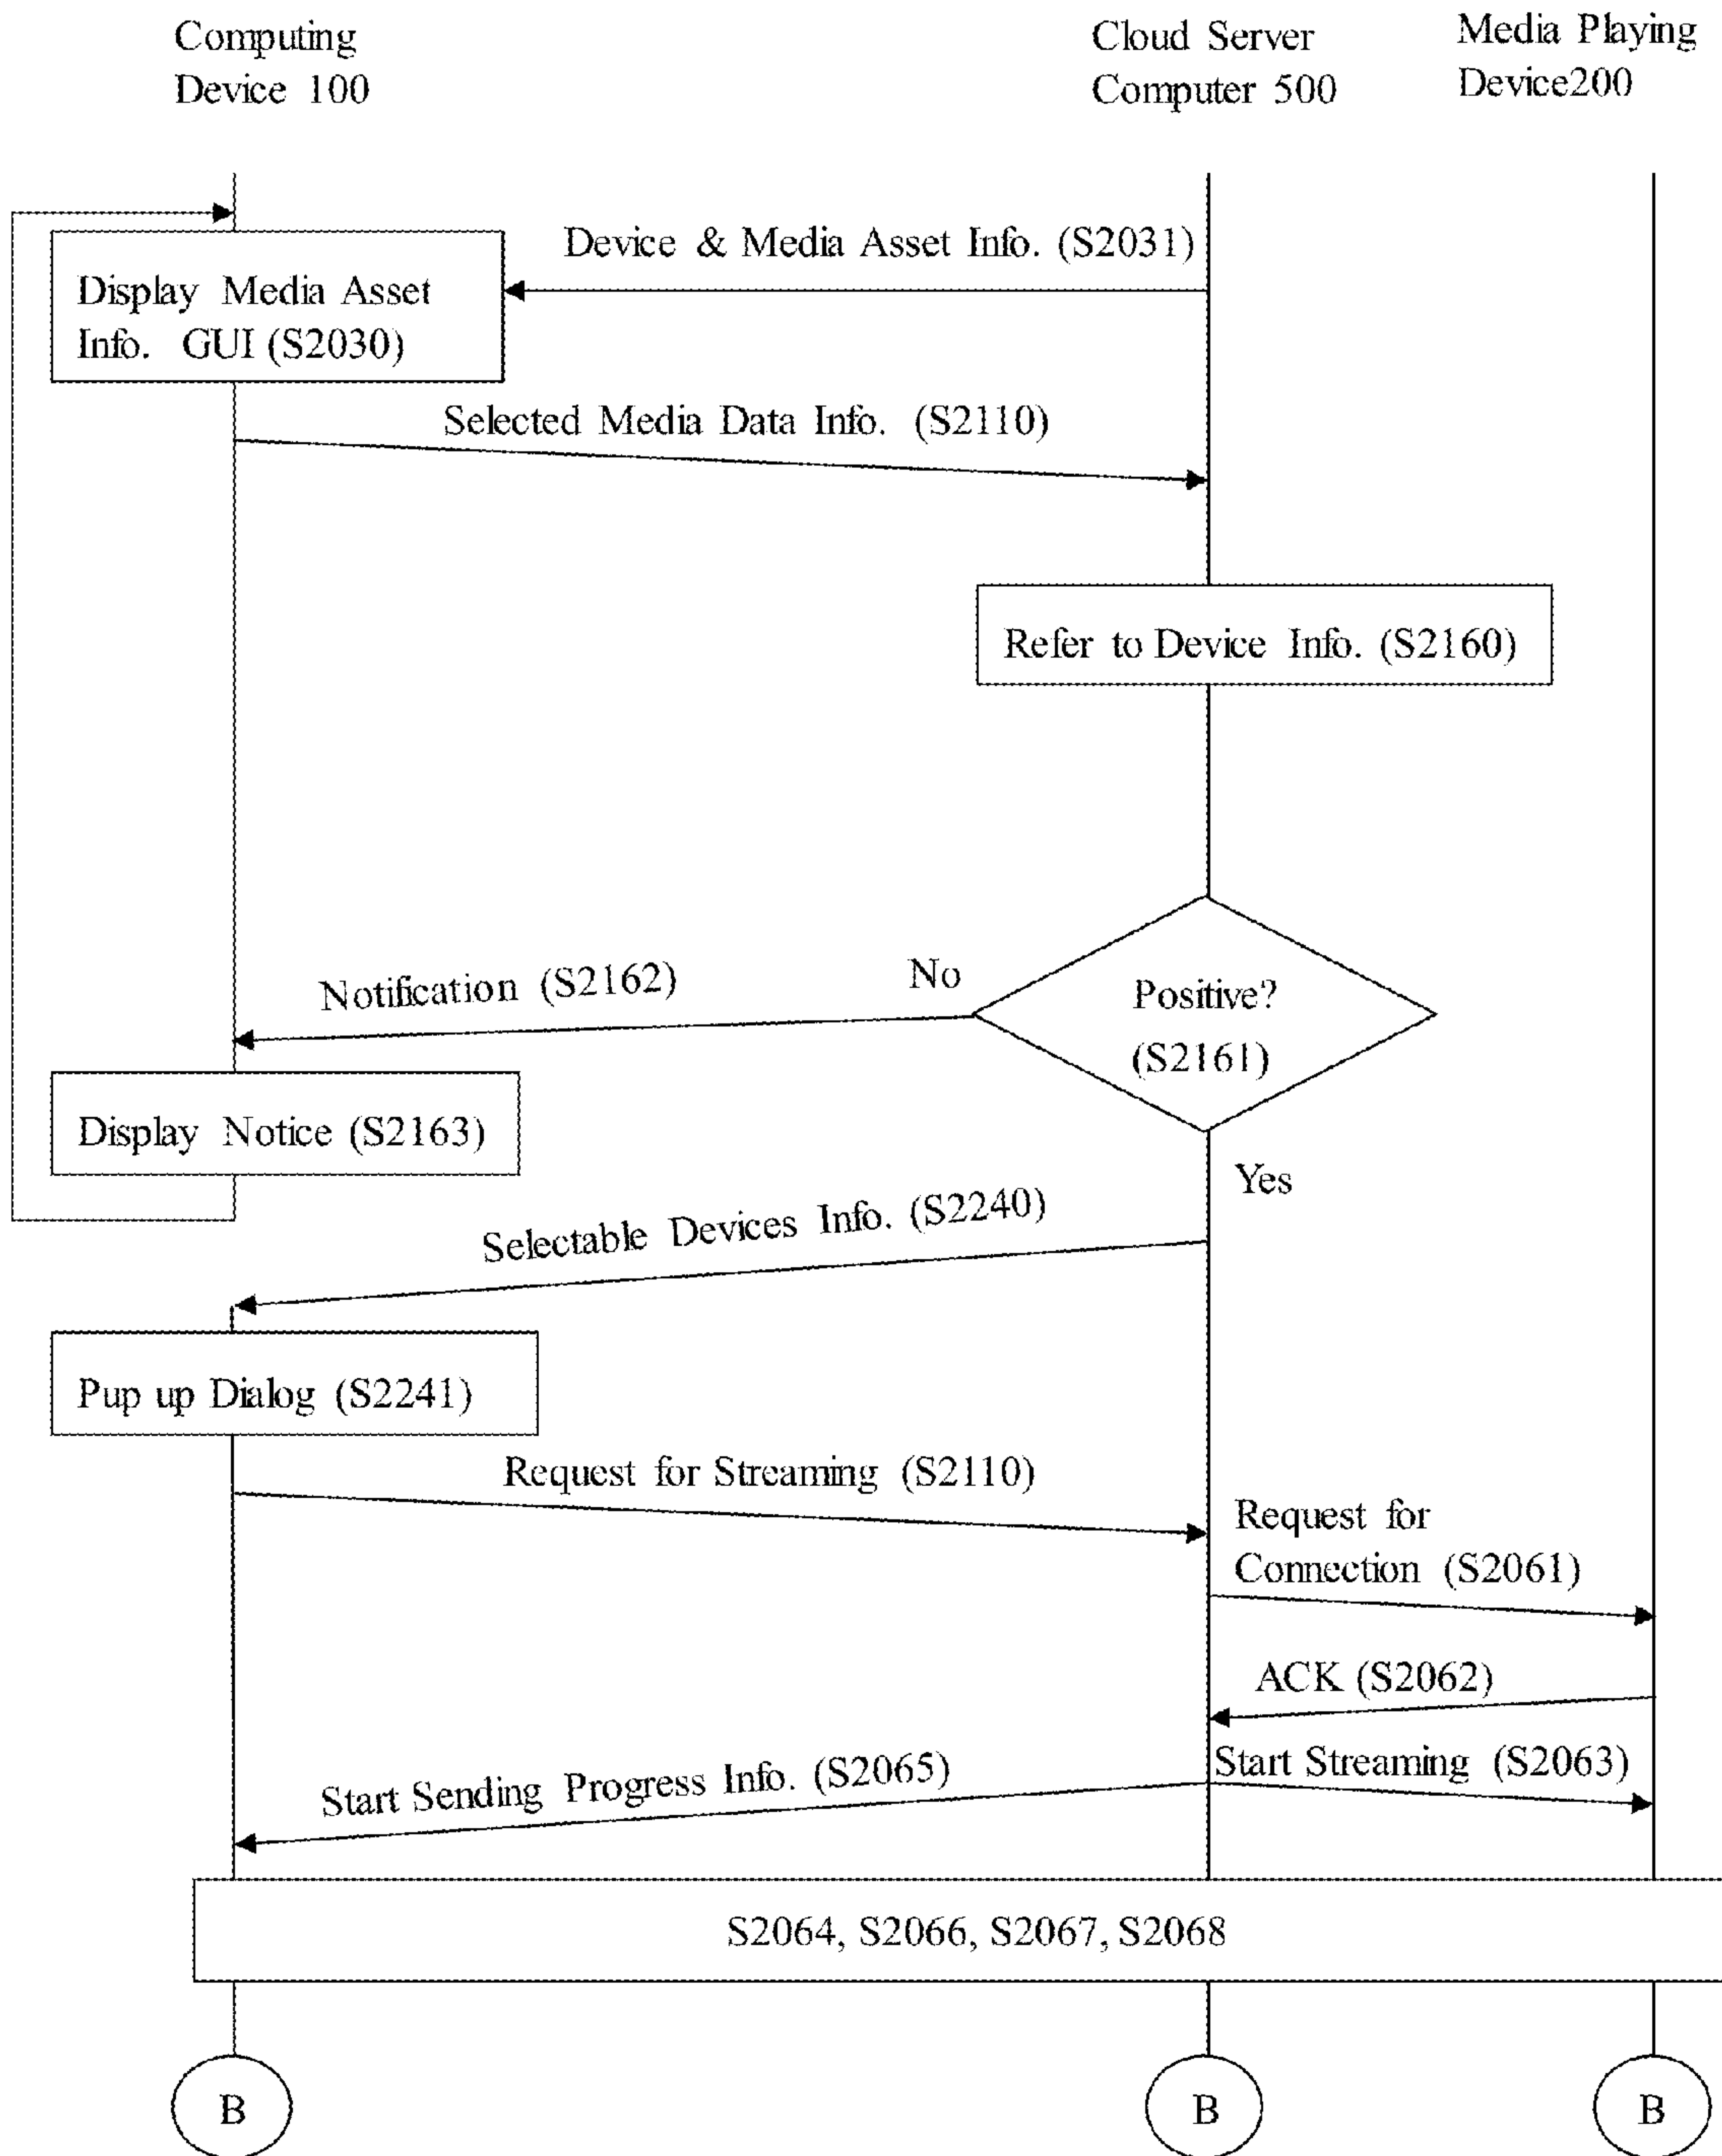 Computing
Device 100
Cloud Server
Computer 500
Media Playing
Device200
Device & Media Asset Info. (S2031)
Display Media Asset
Info. GUI (S2030)
Selected Media Data Info. (S2110)
Refer to Device Info. (S2160)
Notification (S2162)
No
Positive?
(S2161)
Display Notice (S2163)
Yes
Selectable Devices Info. (S2240)
Pup up Dialog (S2241)
Request for Streaming (S2110)
Request for
Connection (S2061)
ACK (S2062)
Start Streaming (S2063)
Start Sending Progress Info. (S2065)
S2064, S2066, S2067, S2068
B
B
B